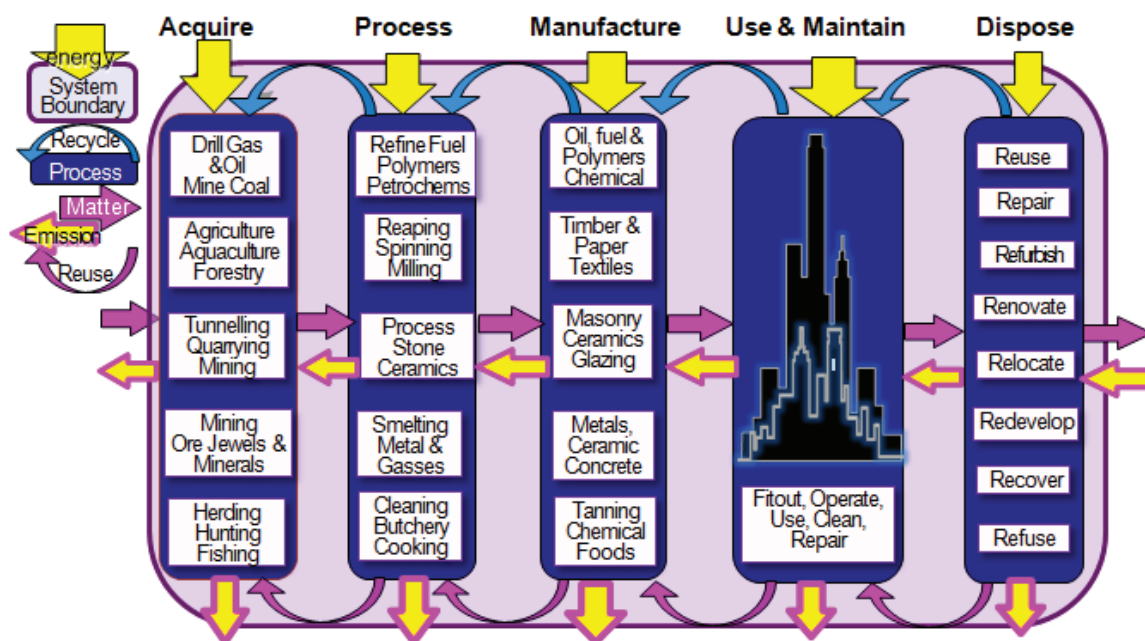 Acquire
Process
Manufacture
Use & Maintain
Dispose
energy
System
Boundary
Recycle
Process
Matter
Emission
Reuse
Drill Gas
&Oil
Mine Coal
Agriculture
Aquaculture
Forestry
Tunnelling
Quarrying
Mining
Mining
Ore Jewels &
Minerals
Herding
Hunting
Fishing
Refine Fuel
Polymers
Petrochems
Reaping
Spinning
Milling
Process
Stone
Ceramics
Smelting
Metal &
Gasses
Cleaning
Butchery
Cooking
Oil, fuel &
Polymers
Chemical
Timber &
Paper
Textiles
Masonry
Ceramics
Glazing
Metals,
Ceramic
Concrete
Tanning
Chemical
Foods
Fitout, Operate,
Use, Clean,
Repair
Reuse
Repair
Refurbish
Renovate
Relocate
Redevelop
Recover
Refuse